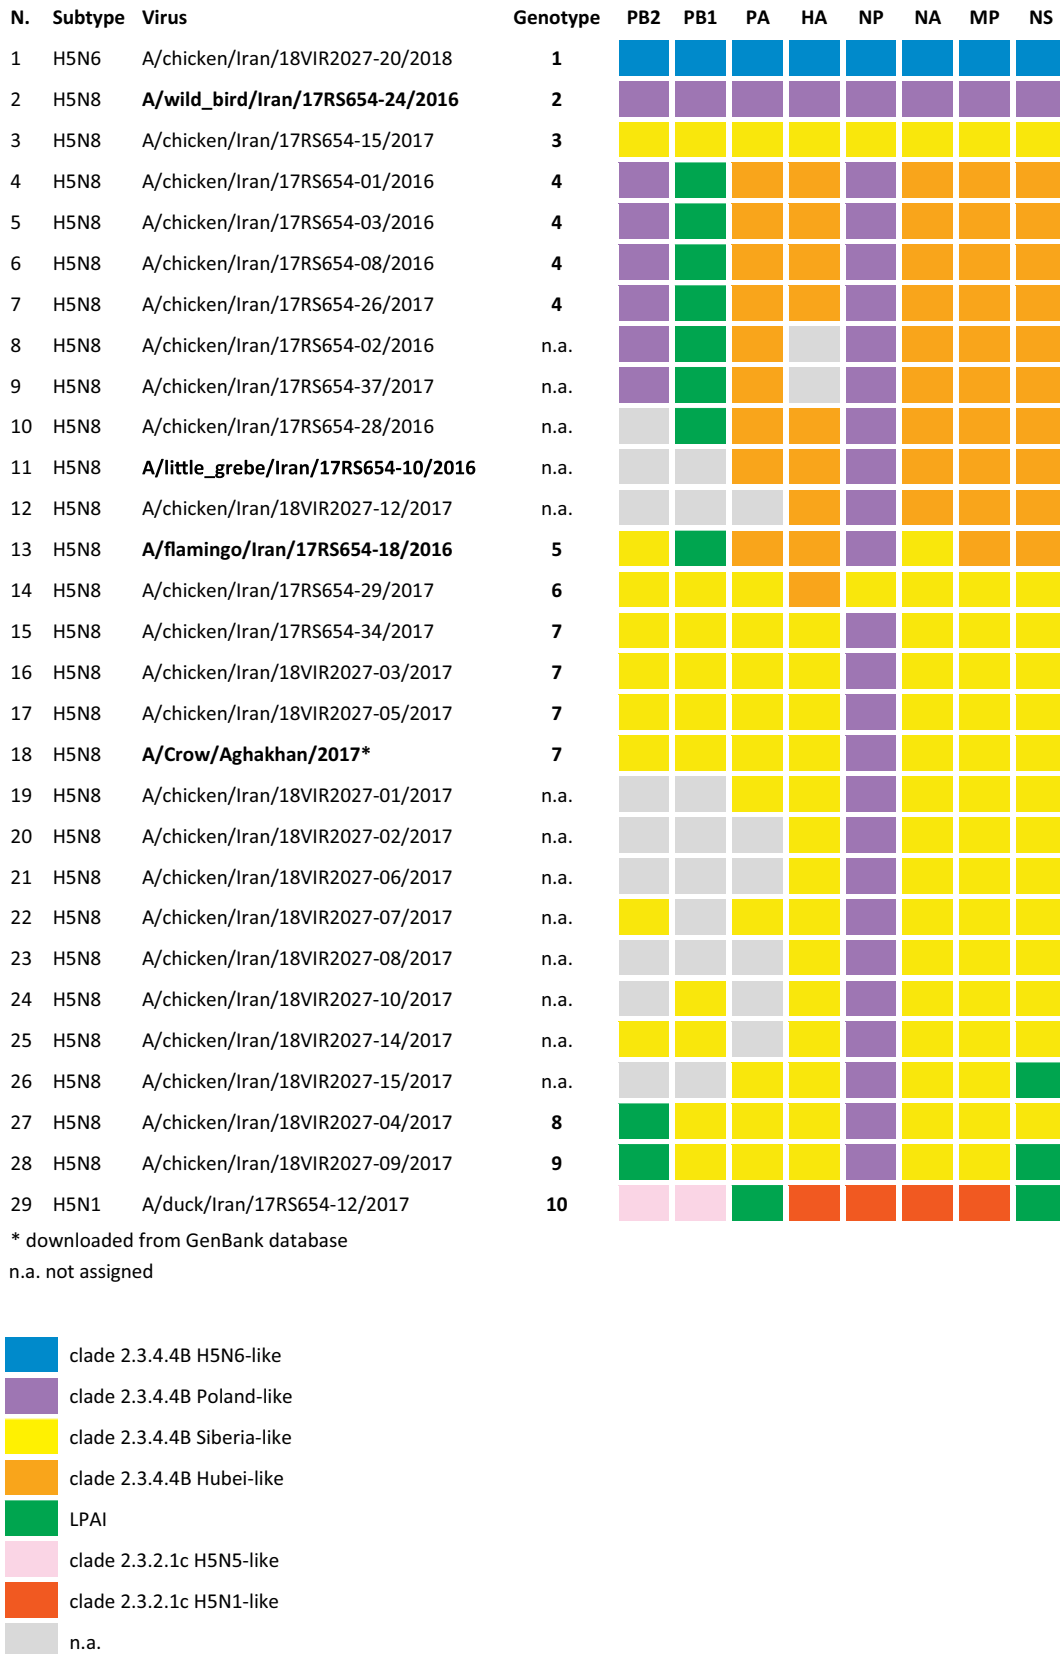 N. Subtype Virus Genotype PB2 PB1 PA HA NP NA MP NS
1 H5N6 A/chicken/Iran/18VIR2027-20/2018 1
2 H5N8 A/wild_bird/Iran/17RS654-24/2016 2
3 H5N8 A/chicken/Iran/17RS654-15/2017 3
4 H5N8 A/chicken/Iran/17RS654-01/2016 4
5 H5N8 A/chicken/Iran/17RS654-03/2016 4
6 H5N8 A/chicken/Iran/17RS654-08/2016 4
7 H5N8 A/chicken/Iran/17RS654-26/2017 4
8 H5N8 A/chicken/Iran/17RS654-02/2016 n.a.
9 H5N8 A/chicken/Iran/17RS654-37/2017 n.a.
10 H5N8 A/chicken/Iran/17RS654-28/2016 n.a.
11 H5N8 A/little_grebe/Iran/17RS654-10/2016 n.a.
12 H5N8 A/chicken/Iran/18VIR2027-12/2017 n.a.
13 H5N8 A/flamingo/Iran/17RS654-18/2016 5
14 H5N8 A/chicken/Iran/17RS654-29/2017 6
15 H5N8 A/chicken/Iran/17RS654-34/2017 7
16 H5N8 A/chicken/Iran/18VIR2027-03/2017 7
17 H5N8 A/chicken/Iran/18VIR2027-05/2017 7
18 H5N8 A/Crow/Aghakhan/2017* 7
19 H5N8 A/chicken/Iran/18VIR2027-01/2017 n.a.
20 H5N8 A/chicken/Iran/18VIR2027-02/2017 n.a.
21 H5N8 A/chicken/Iran/18VIR2027-06/2017 n.a.
22 H5N8 A/chicken/Iran/18VIR2027-07/2017 n.a.
23 H5N8 A/chicken/Iran/18VIR2027-08/2017 n.a.
24 H5N8 A/chicken/Iran/18VIR2027-10/2017 n.a.
25 H5N8 A/chicken/Iran/18VIR2027-14/2017 n.a.
26 H5N8 A/chicken/Iran/18VIR2027-15/2017 n.a.
27 H5N8 A/chicken/Iran/18VIR2027-04/2017 8
28 H5N8 A/chicken/Iran/18VIR2027-09/2017 9
29 H5N1 A/duck/Iran/17RS654-12/2017 10
* downloaded from GenBank database
n.a. not assigned
clade 2.3.4.4B H5N6-like
clade 2.3.4.4B Poland-like
clade 2.3.4.4B Siberia-like
clade 2.3.4.4B Hubei-like
LPAI
clade 2.3.2.1c H5N5-like
clade 2.3.2.1c H5N1-like
n.a.